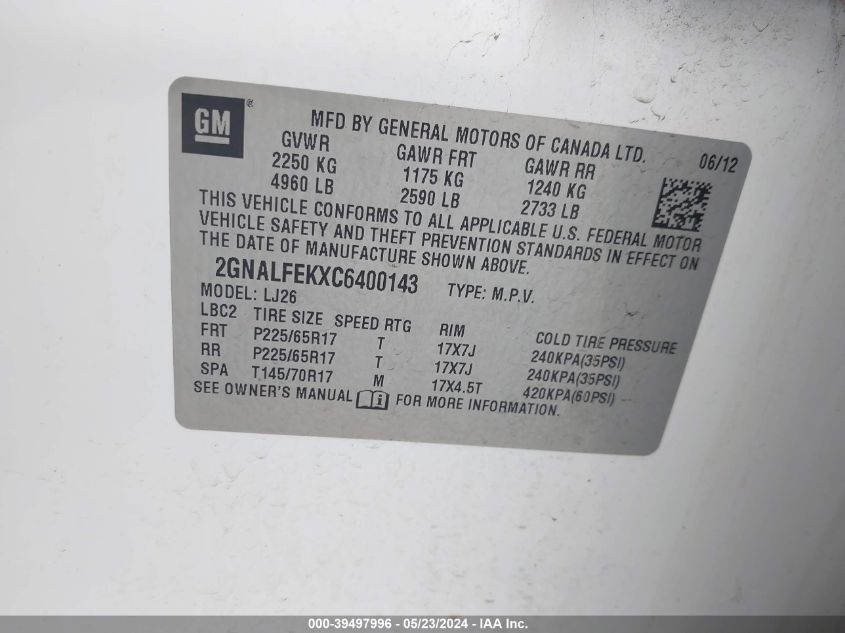 GM ®
MFD BY GENERAL MOTORS OF CANADA LTD.
GVWR GAWR FRT GAWR RR 06/12
2250 KG 1175 KG 1240 KG
4960 LB 2590 LB 2733 LB
THIS VEHICLE CONFORMS TO ALL APPLICABLE U.S. FEDERAL MOTOR
VEHICLE SAFETY AND THEFT PREVENTION STANDARDS IN EFFECT ON
THE DATE OF MANUFACTURE SHOWN ABOVE.
2GNALFEKXC6400143 TYPE: M.P.V.
MODEL: LJ26
LBC2 TIRE SIZE SPEED RTG RIM COLD TIRE PRESSURE
FRT P225/65R17 T 17X7J 240KPA(35PSI)
RR P225/65R17 T 17X7J 240KPA(35PSI)
SPA T145/70R17 M 17X4.5T 420KPA(60PSI)
SEE OWNER'S MANUAL FOR MORE INFORMATION.
000-39497996 - 05/23/2024 - IAA Inc.